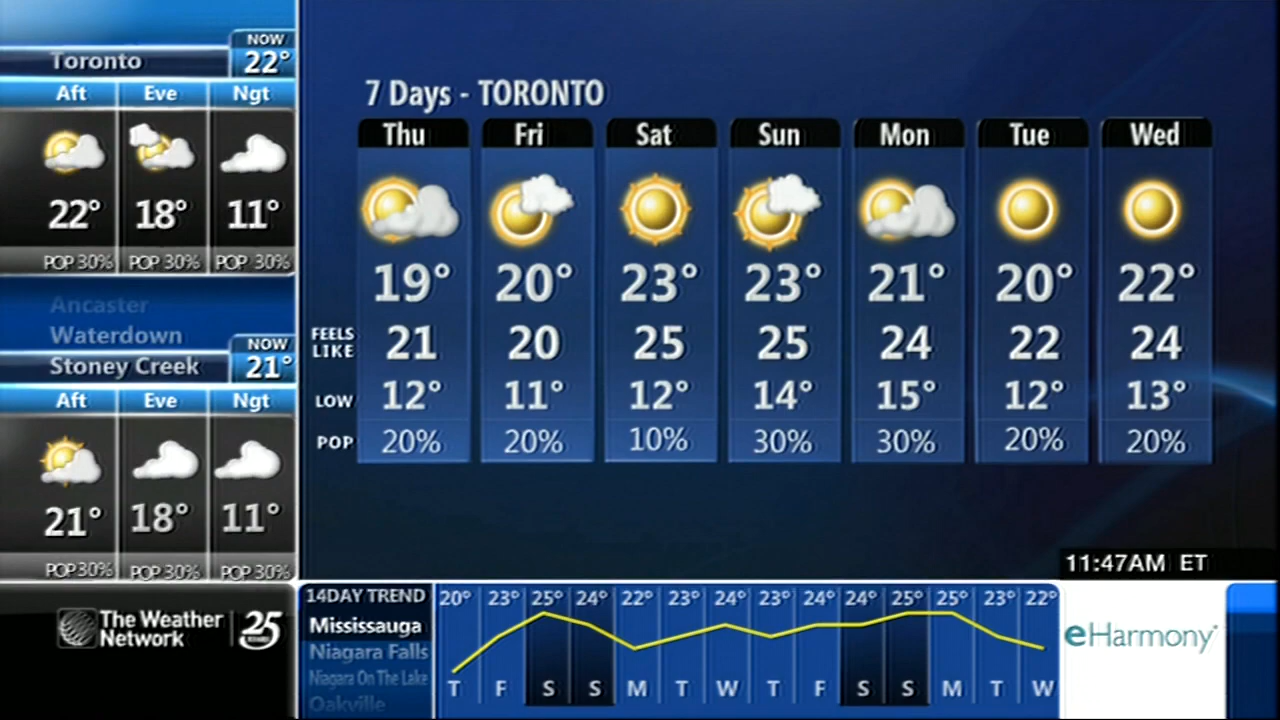 Toronto
NOW
22°
Aft Eve Ngt
22° 18° 11°
POP 30% POP 30% POP 30%
Ancaster
Waterdown
Stoney Creek
NOW
21°
Aft Eve Ngt
21° 18° 11°
POP 30% POP 30% POP 30%
The Weather
Network
25
7 Days - TORONTO
Thu Fri Sat Sun Mon Tue Wed
19° 20° 23° 23° 21° 20° 22°
FEELS
LIKE
21 20 25 25 24 22 24
LOW 12° 11° 12° 14° 15° 12° 13°
POP 20% 20% 10% 30% 30% 20% 20%
11:47AM ET
14DAY TREND
Mississauga
Niagara Falls
Niagara On The Lake
Oakville
20° 23° 25° 24° 22° 23° 24° 23° 24° 24° 25° 25° 23° 22°
T F S S M T W T F S S M T W
eHarmony